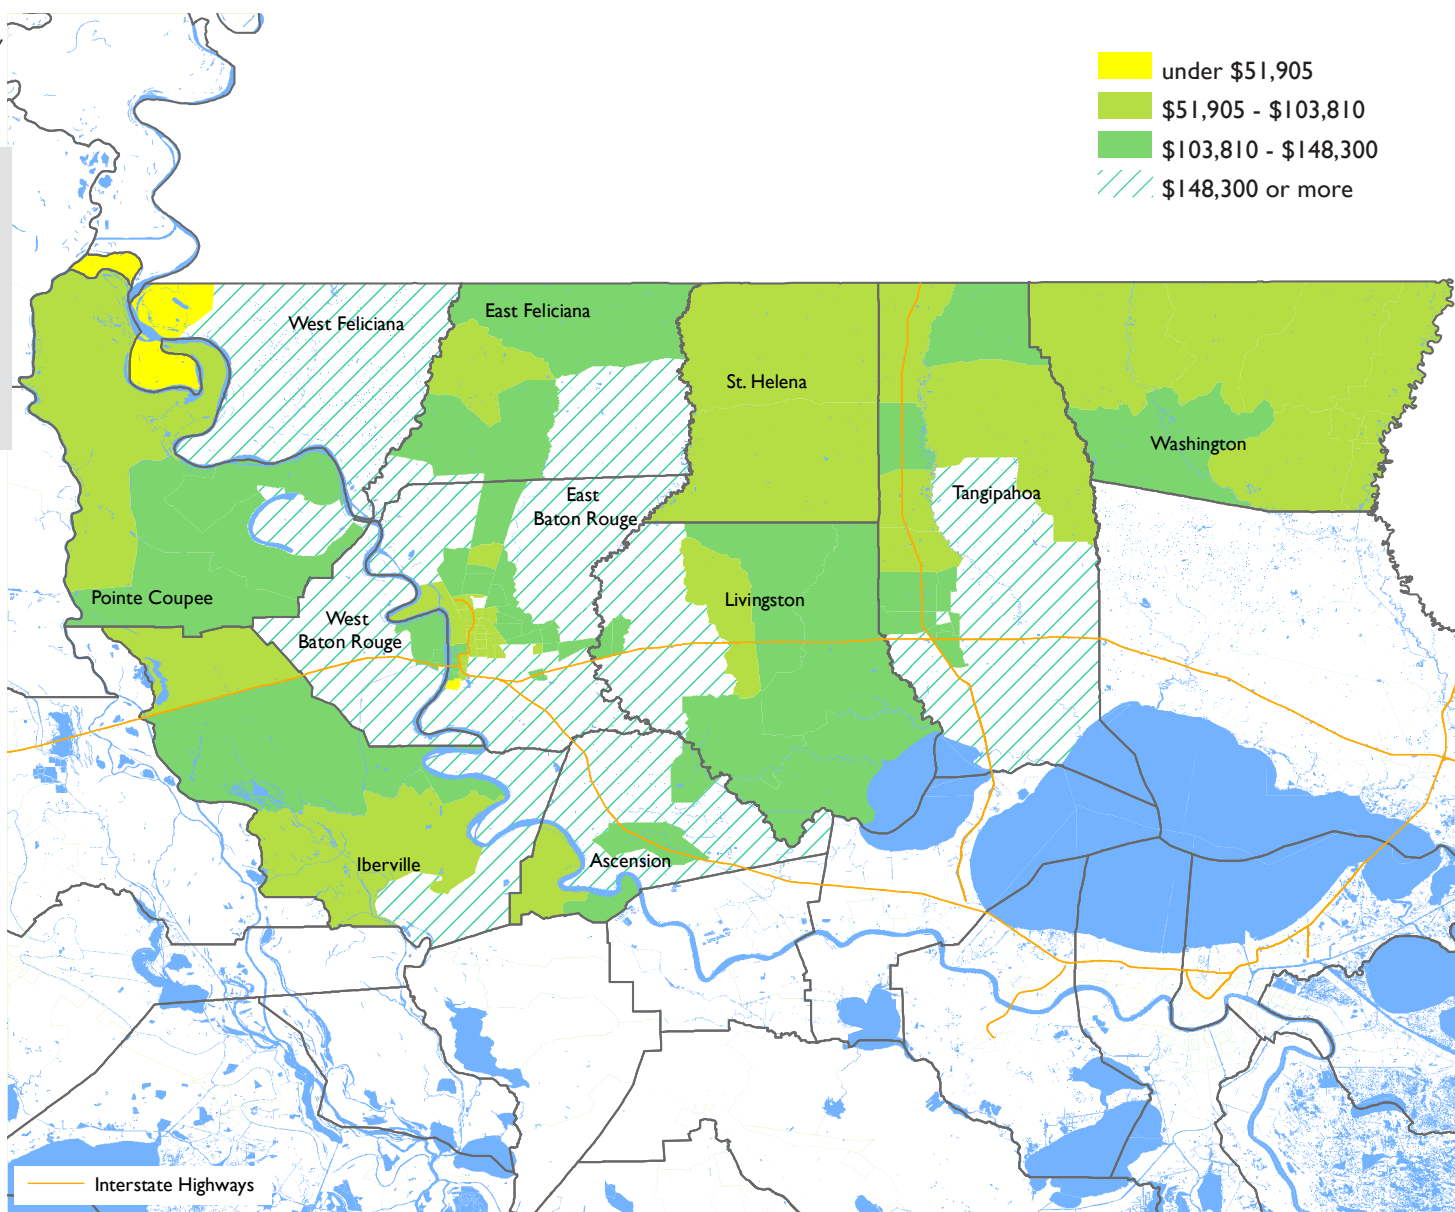 under $51,905
$51,905 - $103,810
$103,810 - $148,300
$148,300 or more
West Feliciana
East Feliciana
St. Helena
Washington
Tangipahoa
East
Baton Rouge
Pointe Coupee
Livingston
West
Baton Rouge
Iberville
Ascension
Interstate Highways